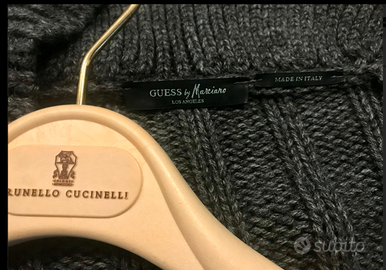 GUESS by Marciano
LOS ANGELES
MADE IN ITALY
RUNELLO CUCINELLI
subito